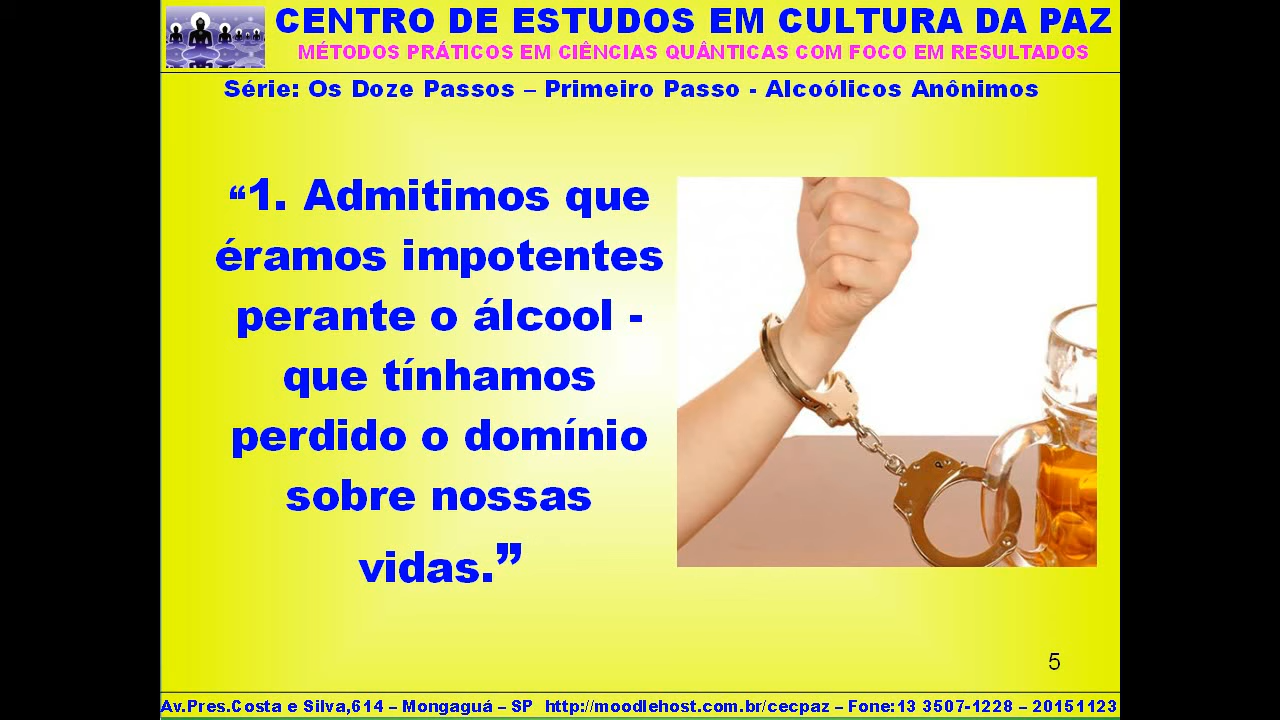 CENTRO DE ESTUDOS EM CULTURA DA PAZ
MÉTODOS PRÁTICOS EM CIÊNCIAS QUÂNTICAS COM FOCO EM RESULTADOS
Série: Os Doze Passos – Primeiro Passo - Alcoólicos Anônimos
“1. Admitimos que
éramos impotentes
perante o álcool -
que tínhamos
perdido o domínio
sobre nossas
vidas.”
5
Av.Pres.Costa e Silva,614 – Mongaguá – SP http://moodlehost.com.br/cecpaz – Fone:13 3507-1228 – 20151123